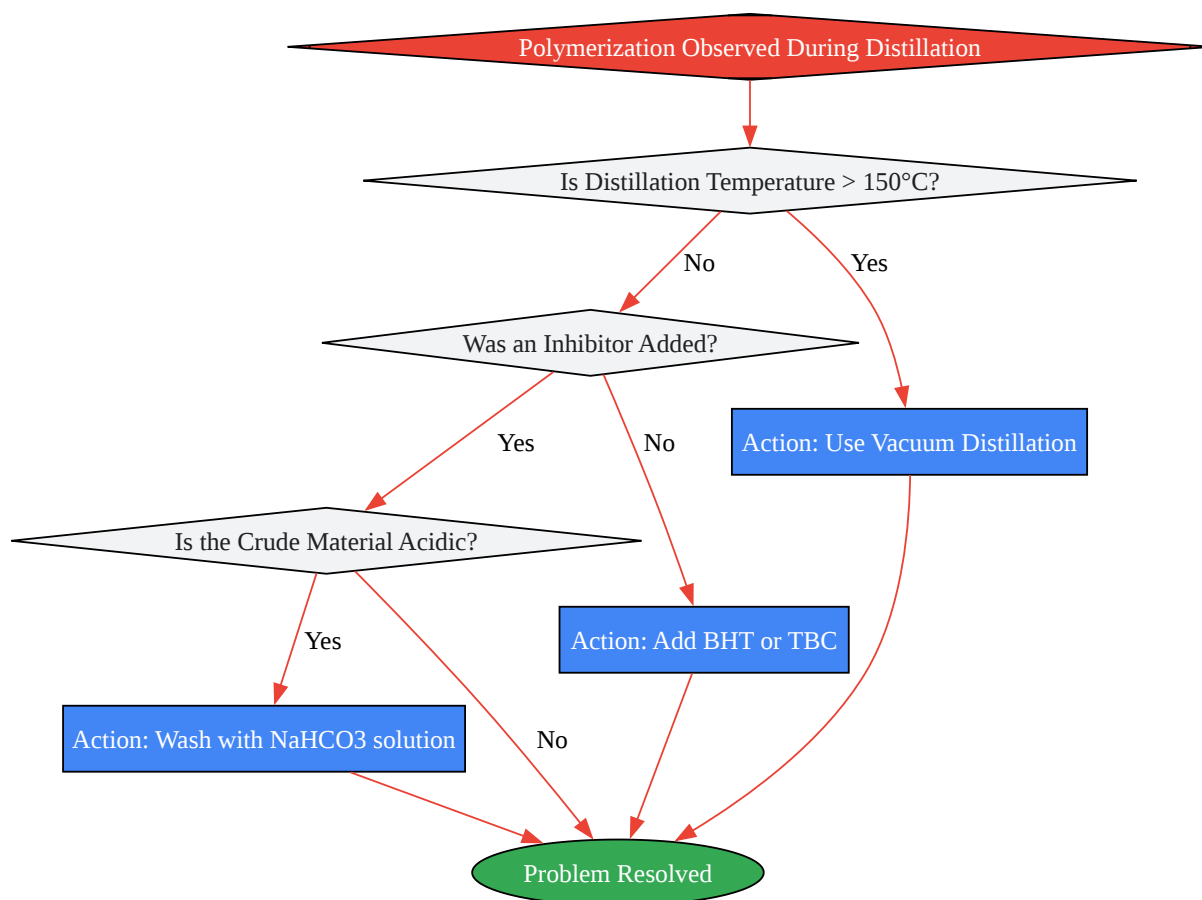 Polymerization Observed During Distillation
Is Distillation Temperature > 150°C?
No
Yes
Was an Inhibitor Added?
Yes
No
Action: Use Vacuum Distillation
Is the Crude Material Acidic?
Yes
Action: Add BHT or TBC
Action: Wash with NaHCO3 solution
No
Problem Resolved